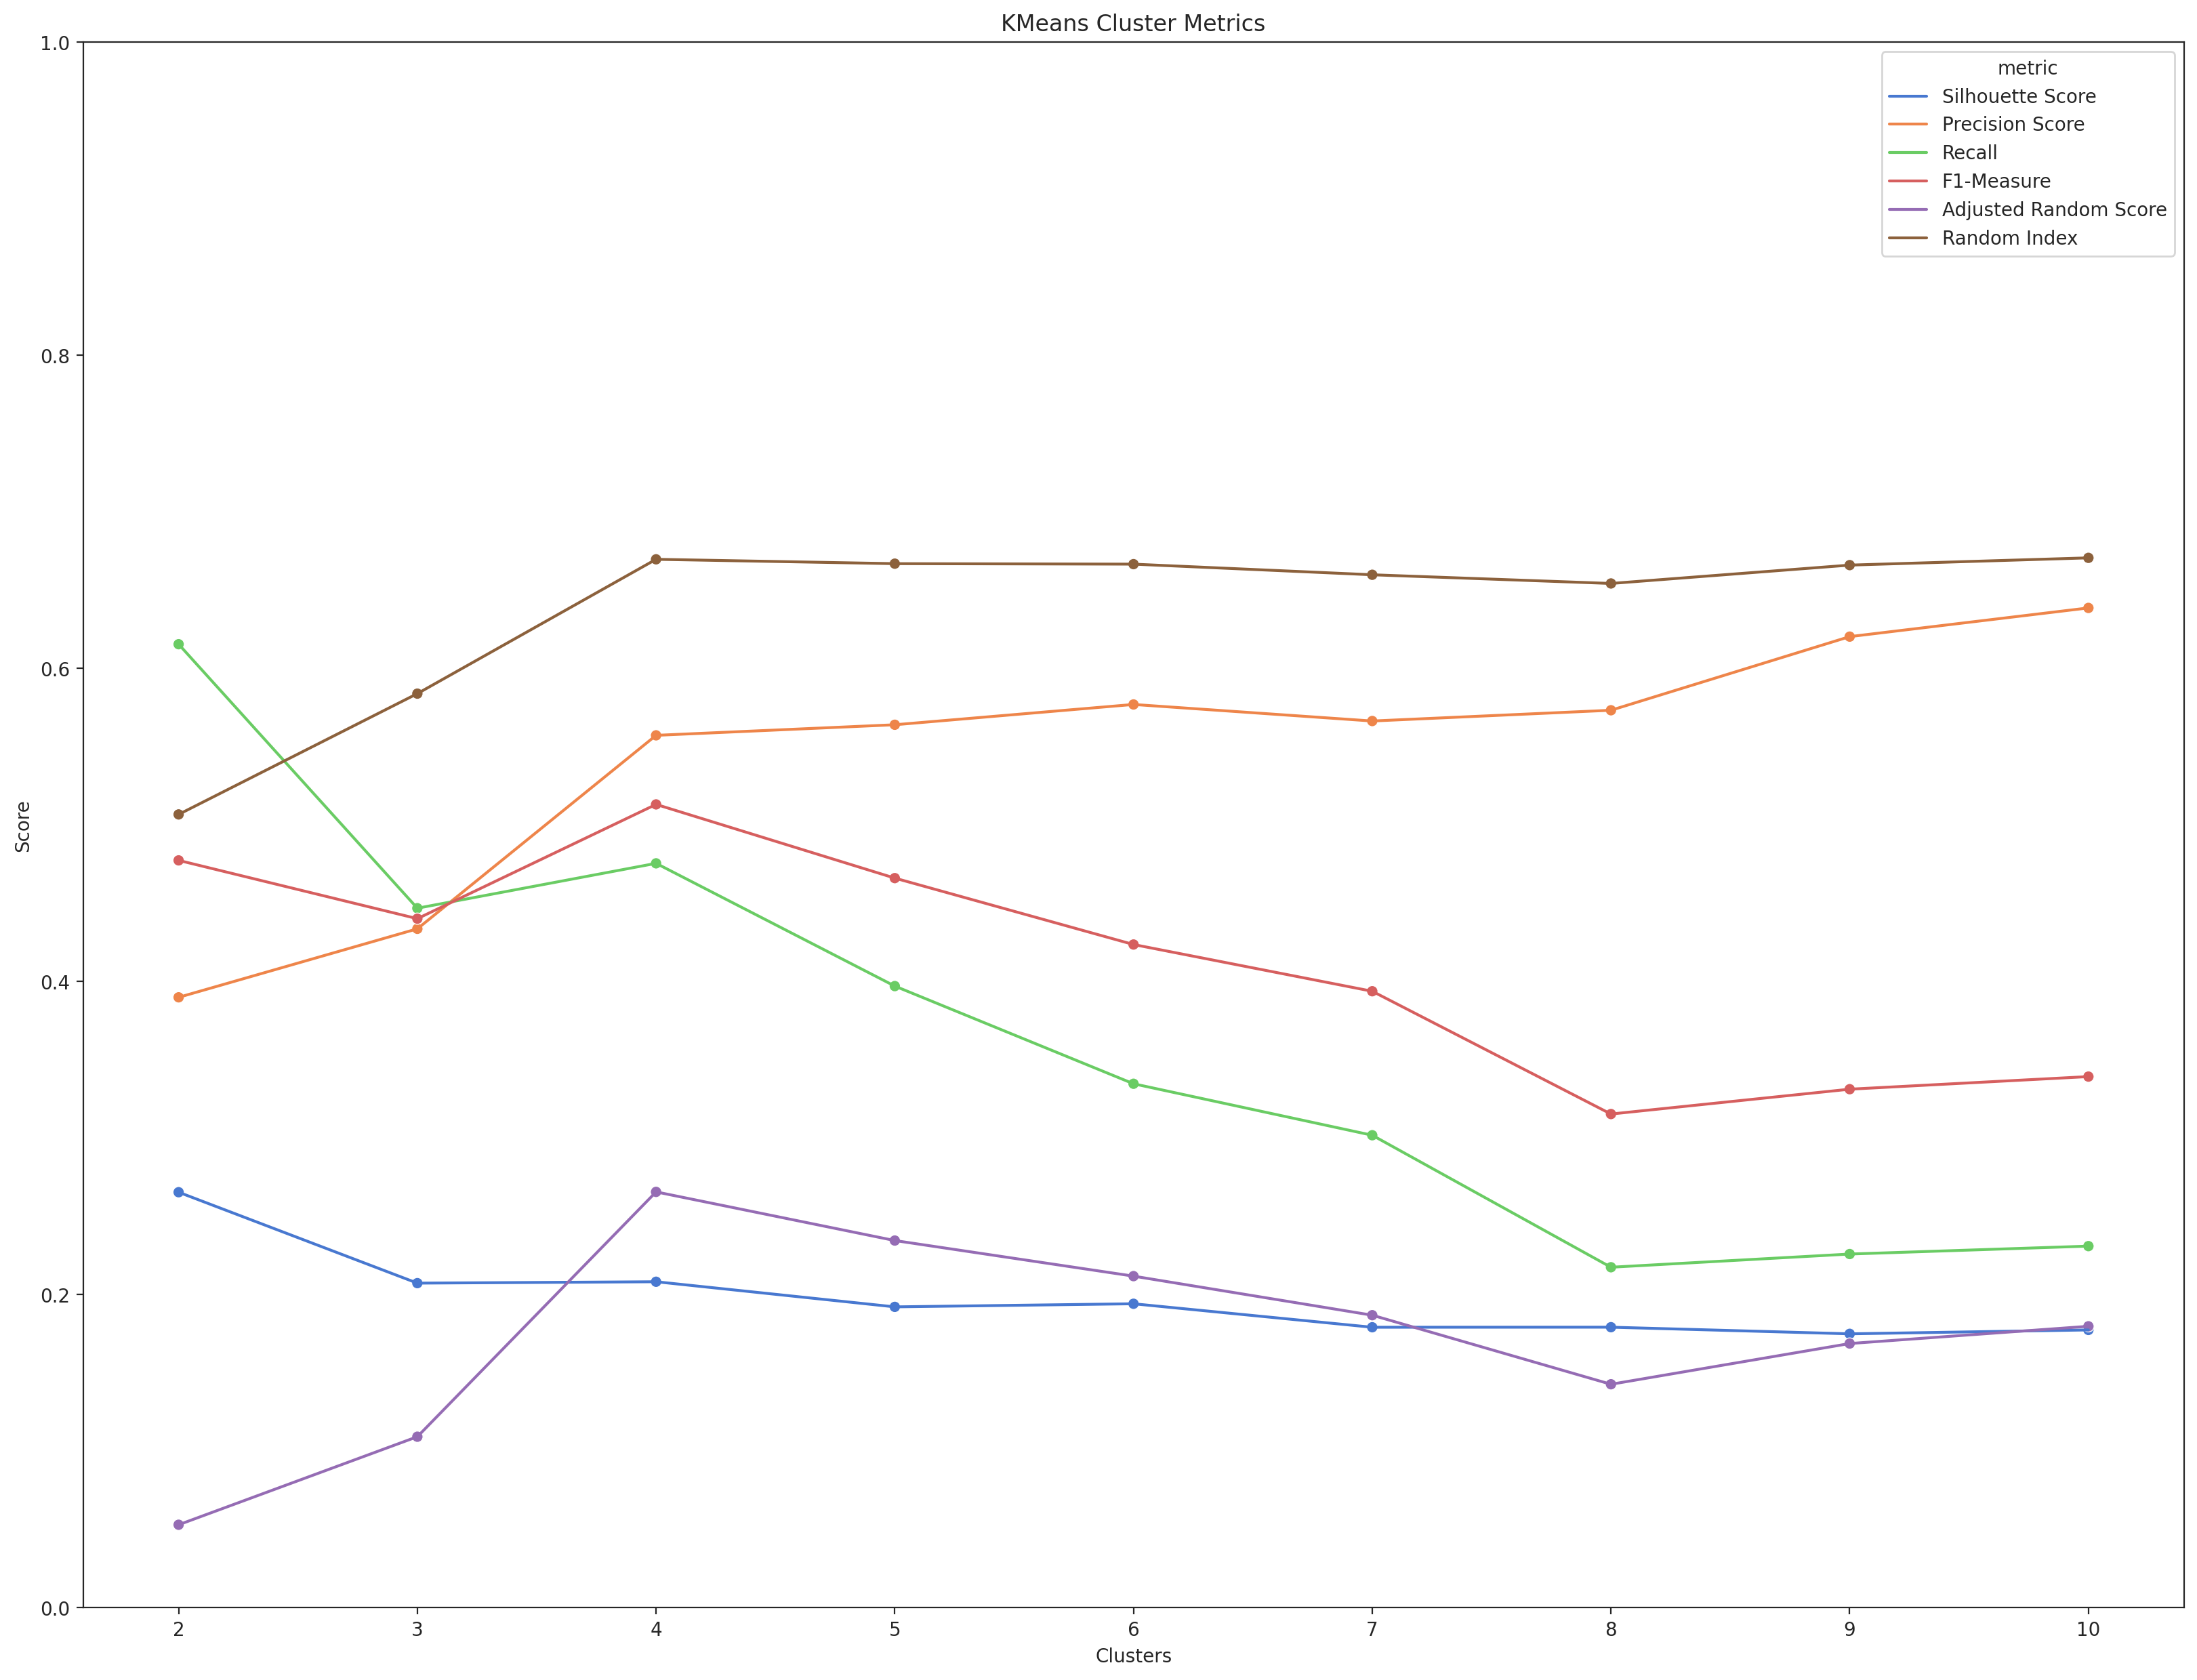 KMeans Cluster Metrics
metric
Silhouette Score
Precision Score
Recall
F1-Measure
Adjusted Random Score
Random Index
Score
1.0
0.8
0.6
0.4
0.2
0.0
2 3 4 5 6 7 8 9 10
Clusters